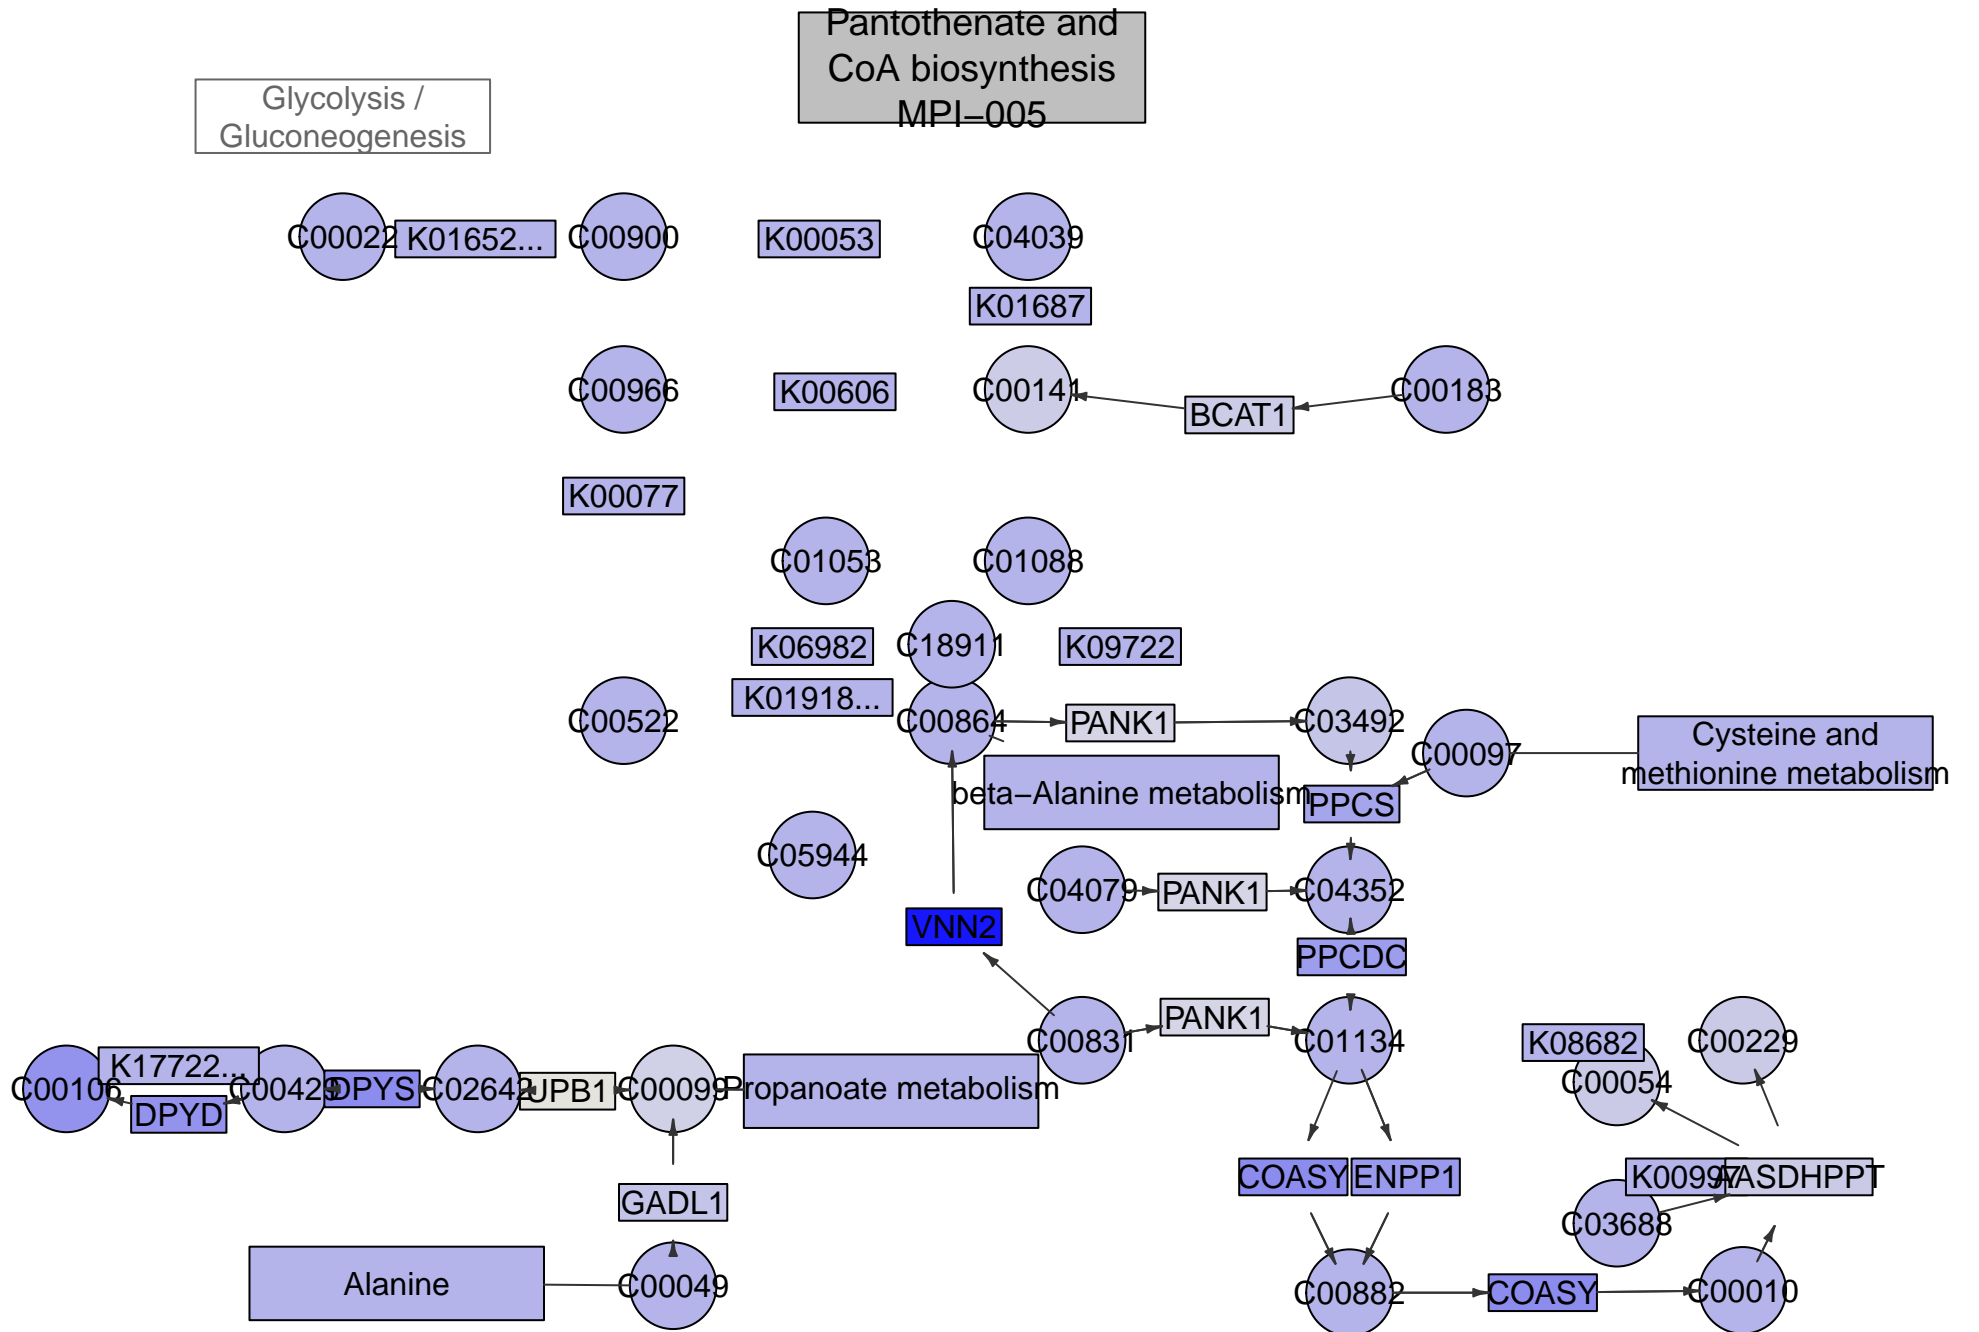 Pantothenate and
CoA biosynthesis
MPI–005
Glycolysis /
Gluconeogenesis
C00022 K01652... C00900 K00053 C04039
K01687
C00966 K00606 C00141 BCAT1 C00183
K00077
C01053 C01088
K06982 C18911 K09722
K01918...
C00522 C00864 PANK1 C03492
C00097
Cysteine and
methionine metabolism
beta–Alanine metabolism PPCS
C05944
C04079 PANK1 C04352
VNN2
PPCDC
PANK1
C00831 C01134 K08682 C00229
K17722...
C00054
C00106 C00429 DPYS C02642 UPB1 C00099 Propanoate metabolism
DPYD
COASY ENPP1 K00997 AASDHPPT
GADL1
C03688
Alanine C00049
C00882 COASY C00010